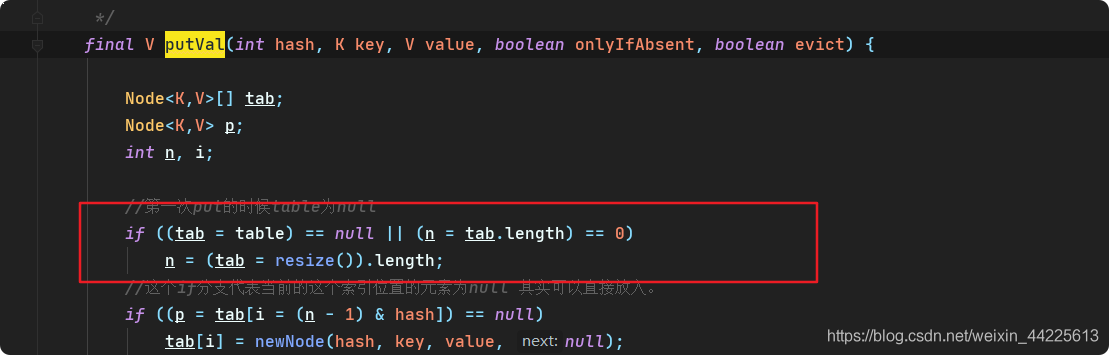 */
final V putVal(int hash, K key, V value, boolean onlyIfAbsent, boolean evict) {
Node<K,V>[] tab;
Node<K,V> p;
int n, i;
//第一次put的时候table为null
if ((tab = table) == null || (n = tab.length) == 0)
n = (tab = resize()).length;
//这个if分支代表当前的这个索引位置的元素为null 其实可以直接放入。
if ((p = tab[i = (n - 1) & hash]) == null)
tab[i] = newNode(hash, key, value, next: null);
https://blog.csdn.net/weixin_44225613